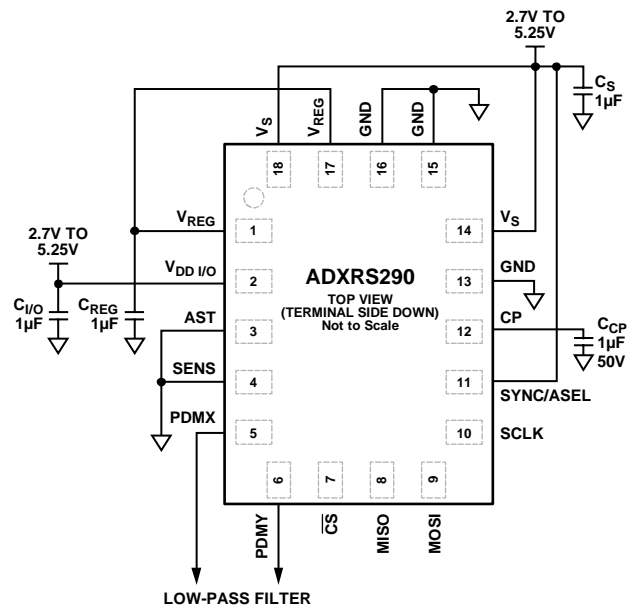 2.7V TO
5.25V
CS
1µF
VS
VREG
GND
GND
18
17
16
15
VREG
1
14
VS
2.7V TO
5.25V
VDD I/O
2
ADXRS290
TOP VIEW
(TERMINAL SIDE DOWN)
Not to Scale
13
GND
CI/O
1µF
CREG
1µF
AST
3
12
CP
CCP
1µF
50V
SENS
4
11
SYNC/ASEL
PDMX
5
10
SCLK
6
7
8
9
PDMY
CS
MISO
MOSI
LOW-PASS FILTER